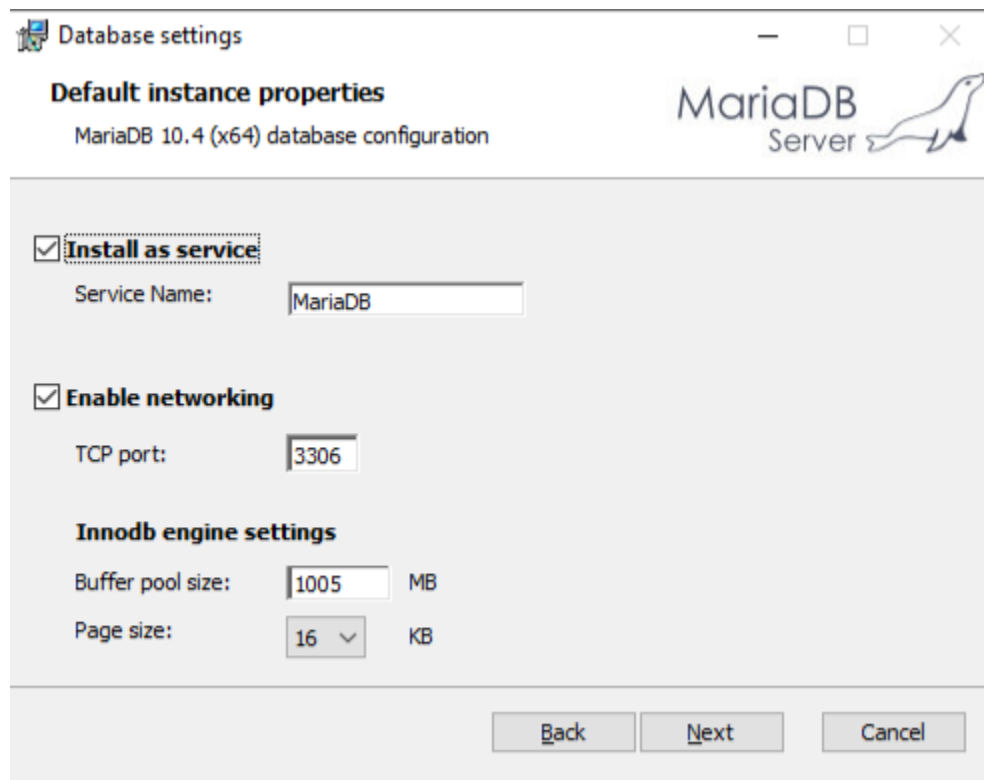 Database settings
Default instance properties
MariaDB 10.4 (x64) database configuration
MariaDB
Server
Install as service
Service Name: MariaDB
Enable networking
TCP port: 3306
Innodb engine settings
Buffer pool size: 1005 MB
Page size: 16 KB
Back Next Cancel